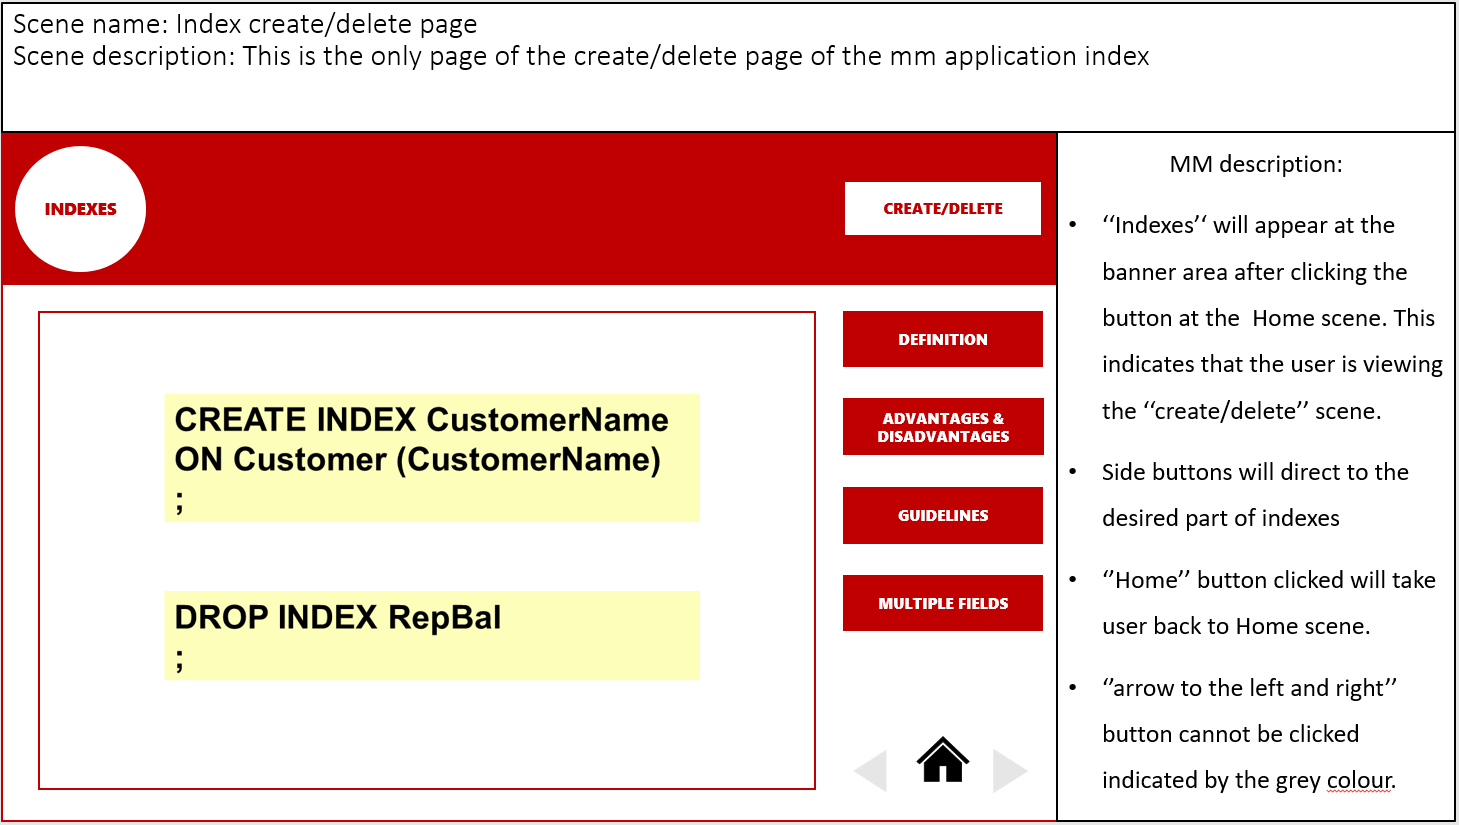 Scene name: Index create/delete page
Scene description: This is the only page of the create/delete page of the mm application index
INDEXES
CREATE/DELETE
CREATE INDEX CustomerName
ON Customer (CustomerName)
;
DROP INDEX RepBal
;
DEFINITION
ADVANTAGES &
DISADVANTAGES
GUIDELINES
MULTIPLE FIELDS
MM description:
• ‘‘Indexes’‘ will appear at the
banner area after clicking the
button at the  Home scene. This
indicates that the user is viewing
the ‘‘create/delete’’ scene.
• Side buttons will direct to the
desired part of indexes
• ‘’Home’’ button clicked will take
user back to Home scene.
• ‘’arrow to the left and right’’
button cannot be clicked
indicated by the grey colour.